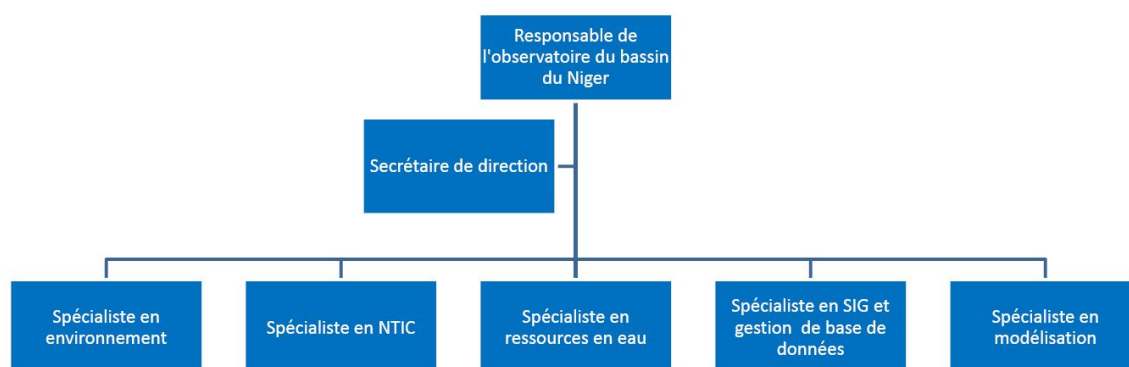 Responsable de
l'observatoire du bassin
du Niger
Secrétaire de direction
Spécialiste en
environnement
Spécialiste en NTIC
Spécialiste en
ressources en eau
Spécialiste en SIG et
gestion de base de
données
Spécialiste en
modélisation